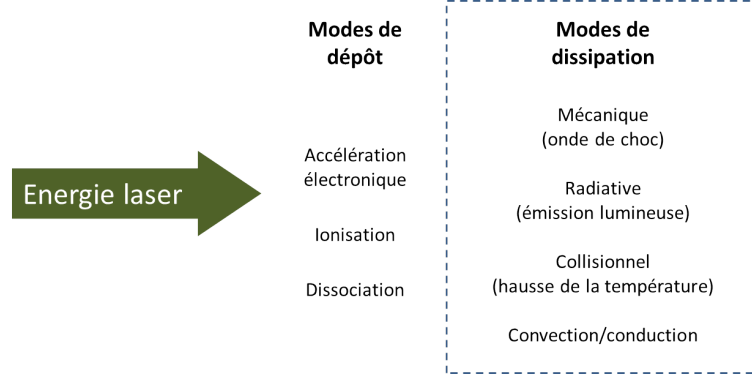 Energie laser
Modes de
dépôt
Accélération
électronique
Ionisation
Dissociation
Modes de
dissipation
Mécanique
(onde de choc)
Radiative
(émission lumineuse)
Collisionnel
(hausse de la température)
Convection/conduction